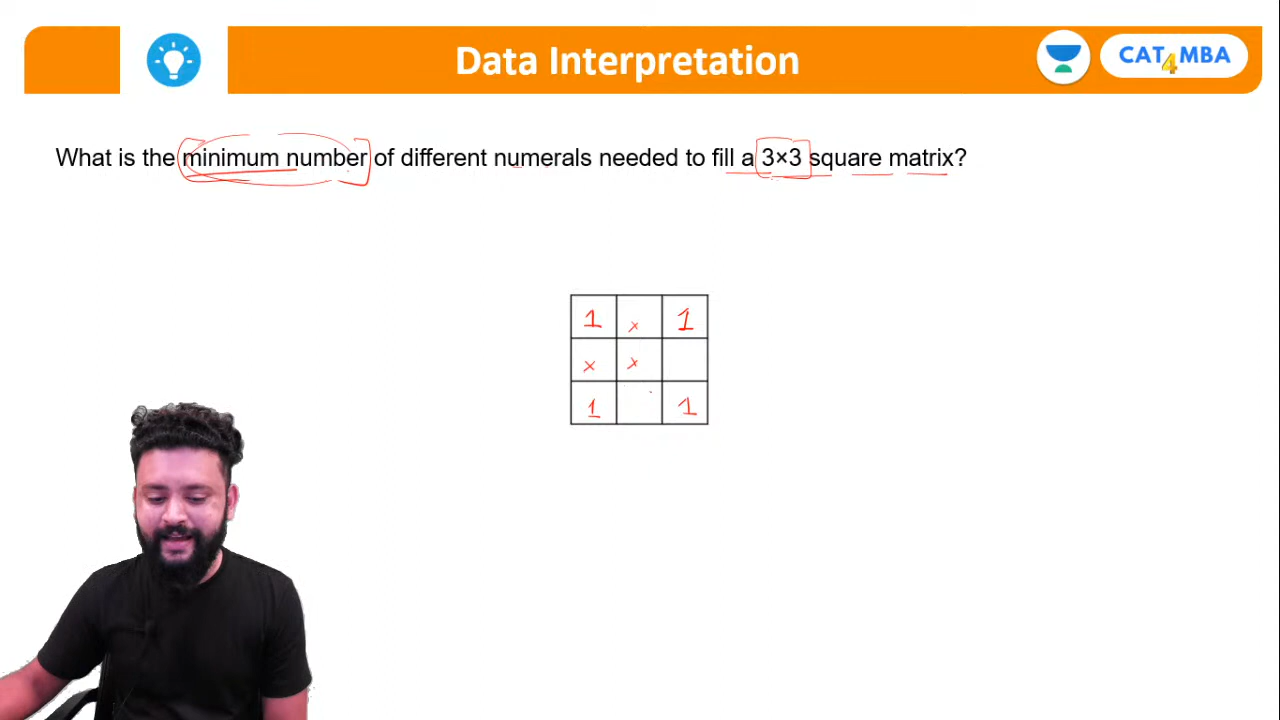 Data Interpretation
CAT4MBA
What is the minimum number of different numerals needed to fill a 3×3 square matrix?
1 × 1
× ×
1 1